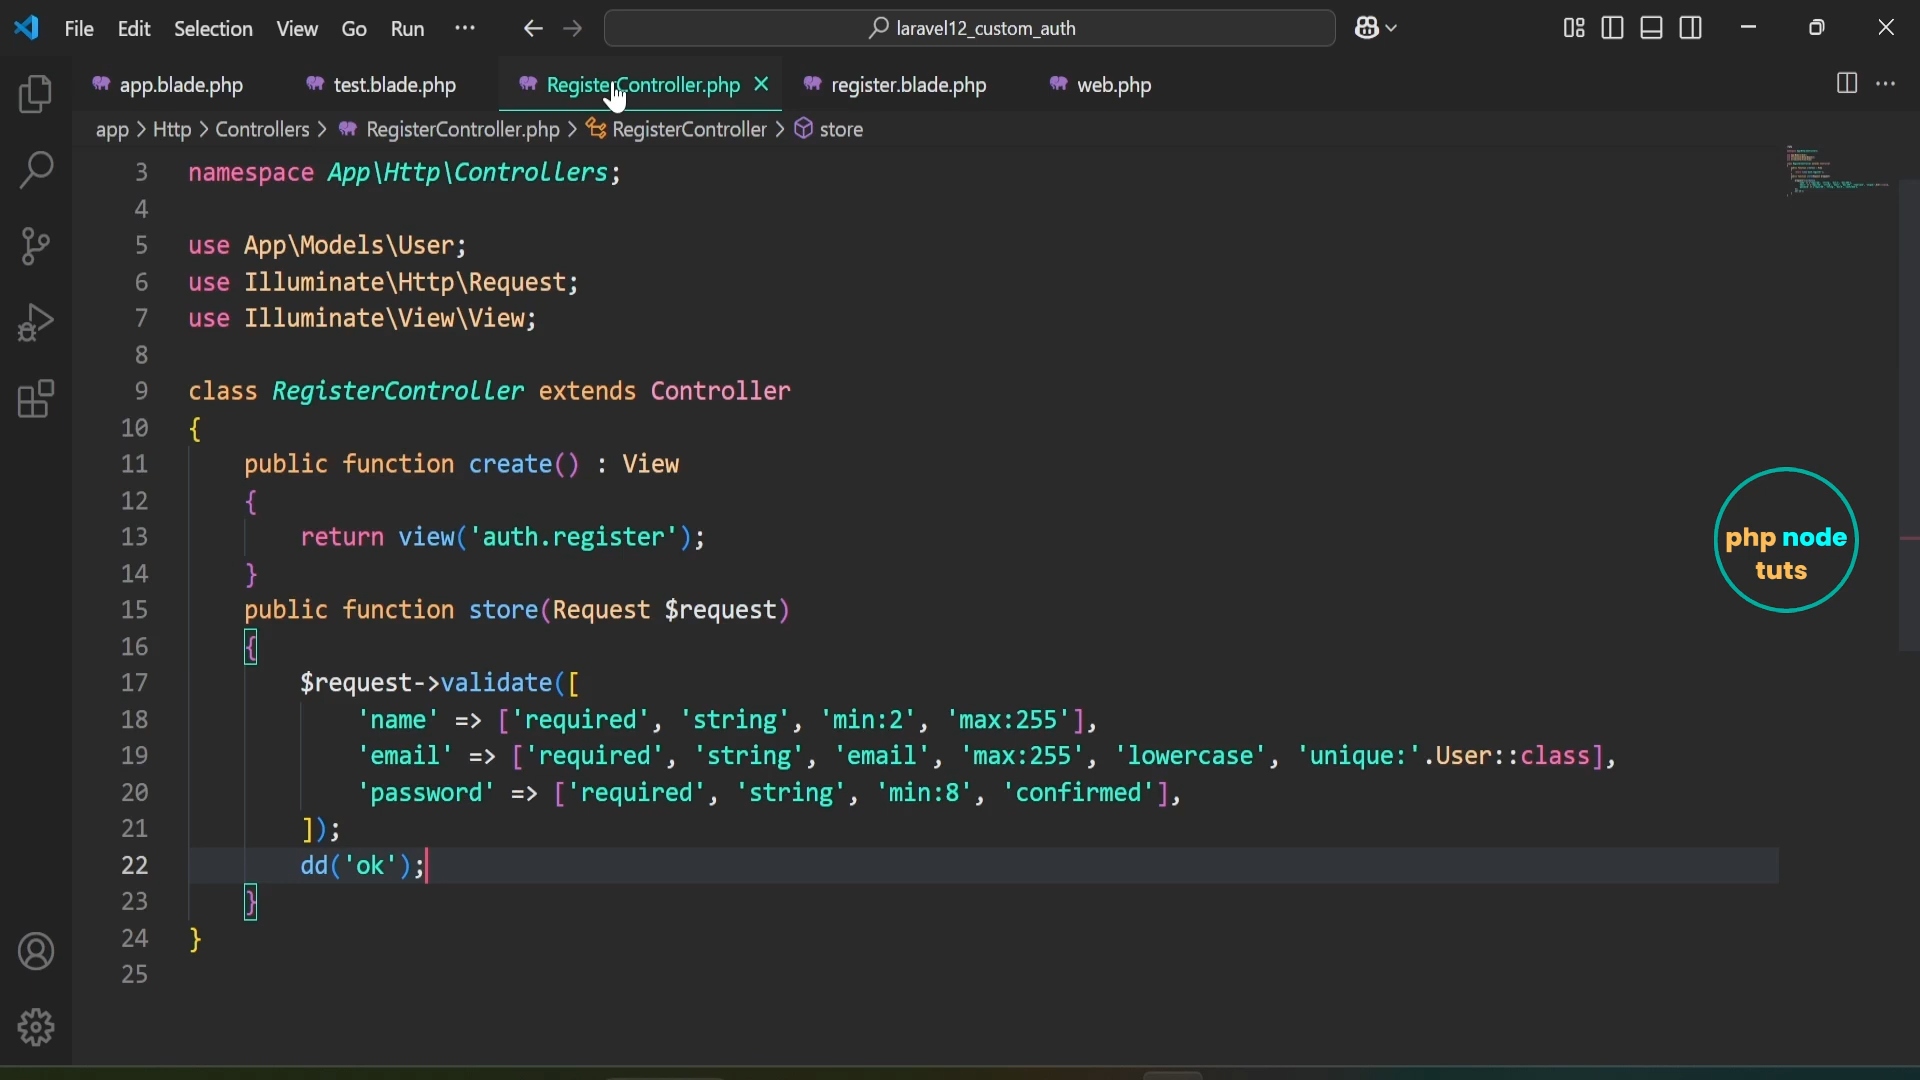 File Edit Selection View Go Run ··· laravel12_custom_auth
app.blade.php test.blade.php RegisterController.php register.blade.php web.php
app > Http > Controllers > RegisterController.php > RegisterController > store
3 namespace App\Http\Controllers;
4
5 use App\Models\User;
6 use Illuminate\Http\Request;
7 use Illuminate\View\View;
8
9 class RegisterController extends Controller
10 {
11 public function create() : View
12 {
13 return view('auth.register');
14 }
15 public function store(Request $request)
16 {
17 $request->validate([
18 'name' => ['required', 'string', 'min:2', 'max:255'],
19 'email' => ['required', 'string', 'email', 'max:255', 'lowercase', 'unique:'.User::class],
20 'password' => ['required', 'string', 'min:8', 'confirmed'],
21 ]);
22 dd('ok');
23 }
24 }
25
php node
tuts